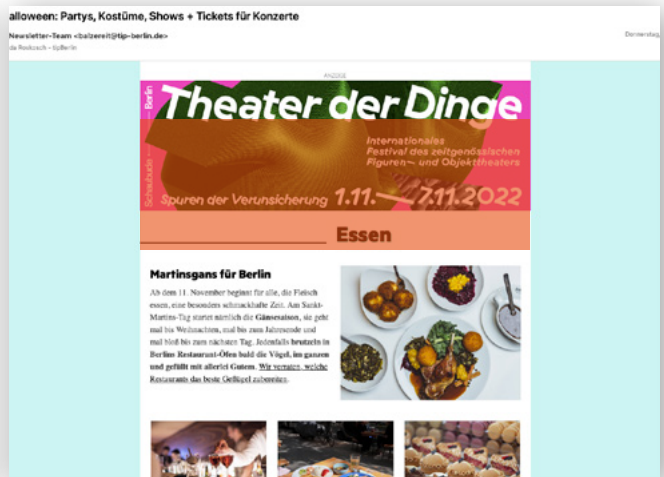 alloween: Partys, Kostüme, Shows + Tickets für Konzerte
Newsletter-Team <balzereit@tip-berlin.de>
Donnerstag,
ANZEIGE
Schaubude Berlin
Theater der Dinge
Internationales
Festival des zeitgenössischen
Figuren- und Objekttheaters
Spuren der Verunsicherung 1.11.—7.11.2022
Essen
Martinsgans für Berlin
Ab dem 11. November beginnt für alle, die Fleisch
essen, eine besonders schmackhafte Zeit. Am Sankt-
Martins-Tag startet nämlich die Gänsesaison, sie geht
mal bis Weihnachten, mal bis zum Jahresende und
mal bloß bis zum nächsten Tag. Jedenfalls brutzeln in
Berlins Restaurant-Öfen bald die Vögel, im ganzen
und gefüllt mit allerlei Gutem. Wir verraten, welche
Restaurants das beste Geflügel zubereiten.